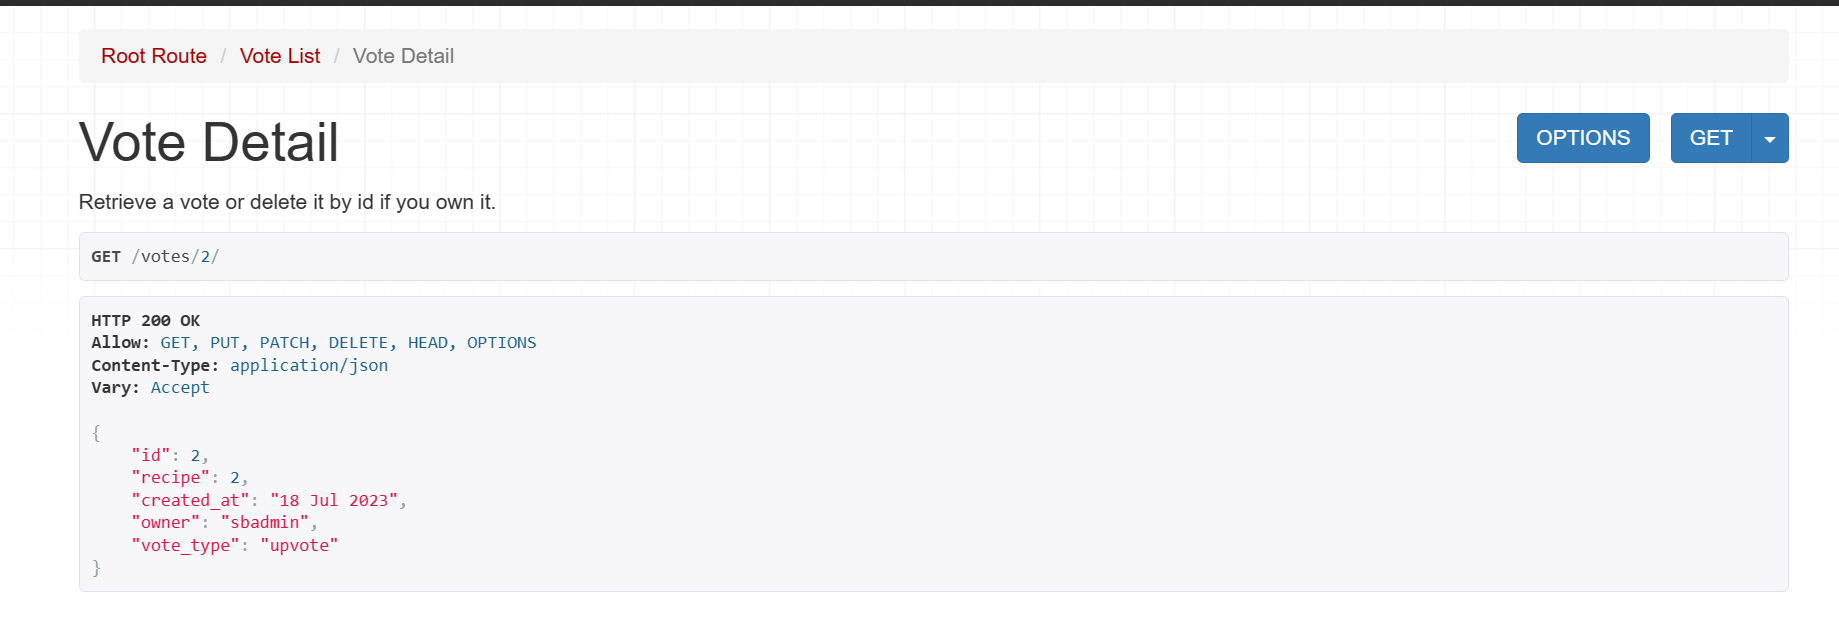 Root Route / Vote List / Vote Detail
Vote Detail
OPTIONS
GET
Retrieve a vote or delete it by id if you own it.
GET /votes/2/
HTTP 200 OK
Allow: GET, PUT, PATCH, DELETE, HEAD, OPTIONS
Content-Type: application/json
Vary: Accept
{
    "id": 2,
    "recipe": 2,
    "created_at": "18 Jul 2023",
    "owner": "sbadmin",
    "vote_type": "upvote"
}